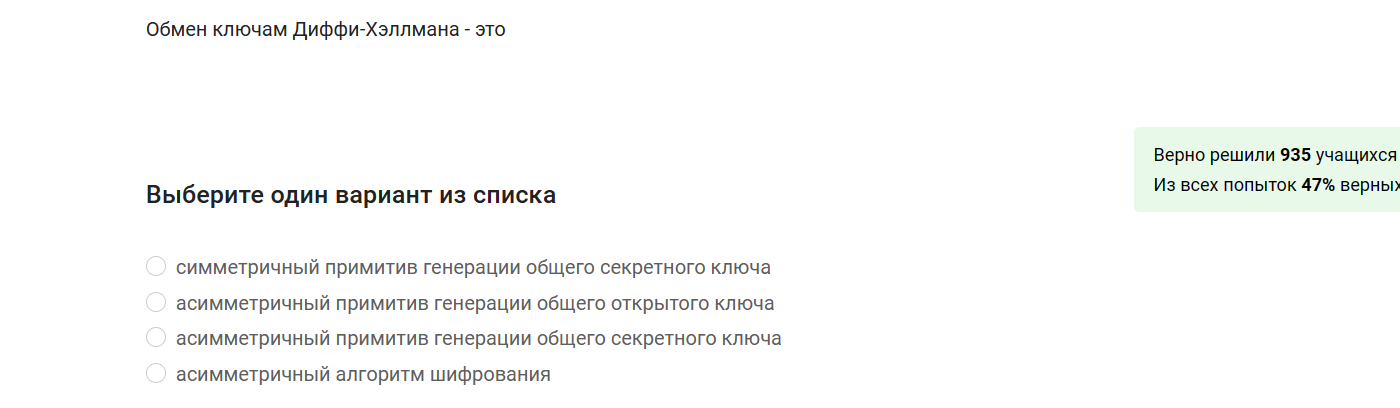 Обмен ключам Диффи-Хэллмана - это
Верно решили 935 учащихся
Из всех попыток 47% верных
Выберите один вариант из списка
симметричный примитив генерации общего секретного ключа
асимметричный примитив генерации общего открытого ключа
асимметричный примитив генерации общего секретного ключа
асимметричный алгоритм шифрования